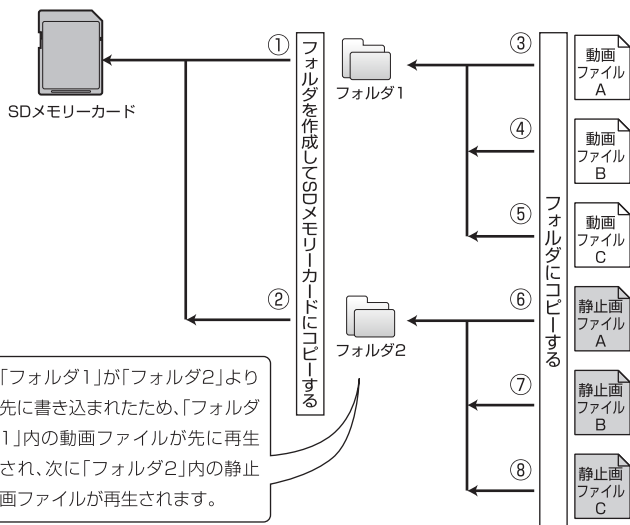 SDメモリーカード
①
②
フォルダを作成してSDメモリーカードにコピーする
フォルダ1
フォルダ2
③
④
⑤
⑥
⑦
⑧
フォルダにコピーする
動画
ファイル
A
動画
ファイル
B
動画
ファイル
C
静止画
ファイル
A
静止画
ファイル
B
静止画
ファイル
C
「フォルダ1」が「フォルダ2」より
先に書き込まれたため、「フォルダ
1」内の動画ファイルが先に再生
され、次に「フォルダ2」内の静止
画ファイルが再生されます。